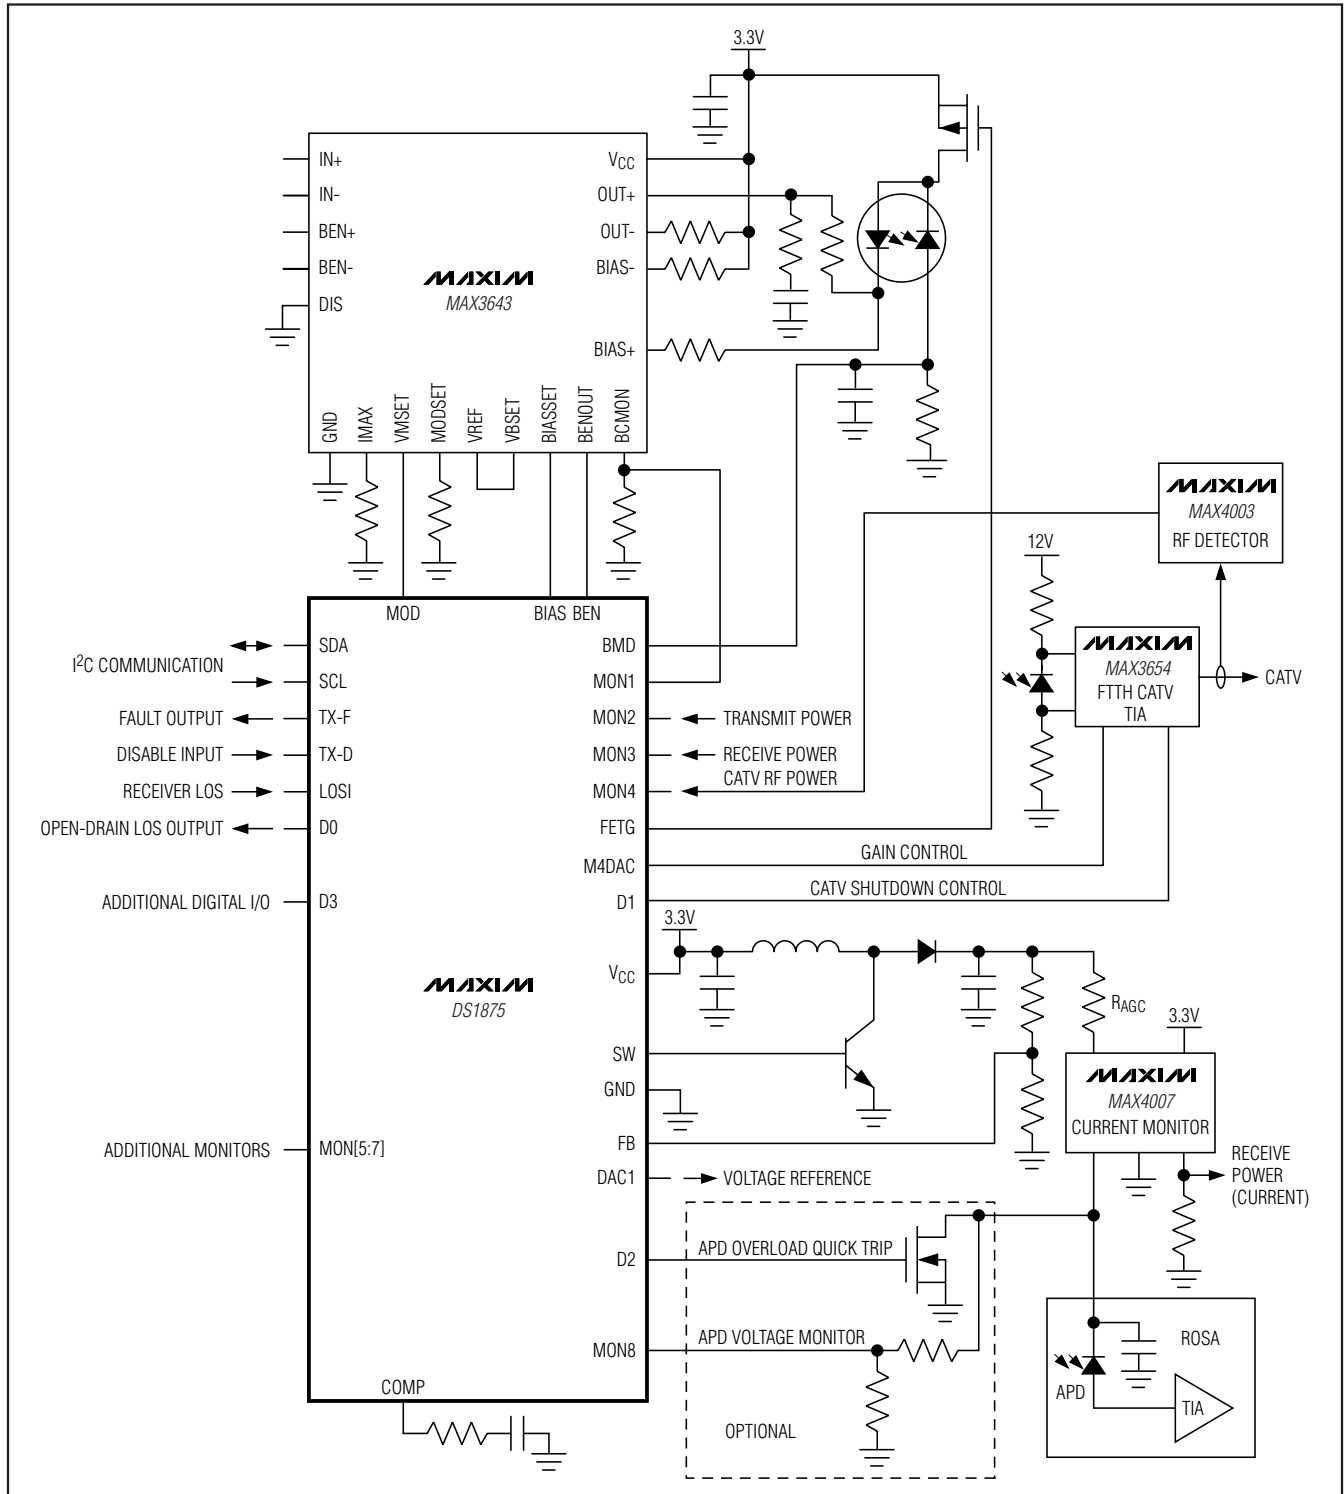 3.3V
IN+
IN-
BEN+
BEN-
DIS
VCC
OUT+
OUT-
BIAS-
BIAS+
MAXIM
MAX3643
GND
IMAX
VMSET
MODSET
VREF
VBSET
BIASSET
BENOUT
BCMON
MAXIM
MAX4003
RF DETECTOR
12V
MAXIM
MAX3654
FTTH CATV
TIA
CATV
MOD
BIAS
BEN
I2C COMMUNICATION
FAULT OUTPUT
DISABLE INPUT
RECEIVER LOS
OPEN-DRAIN LOS OUTPUT
ADDITIONAL DIGITAL I/O
ADDITIONAL MONITORS
SDA
SCL
TX-F
TX-D
LOSI
D0
D3
MON[5:7]
MAXIM
DS1875
BMD
MON1
MON2
MON3
MON4
FETG
M4DAC
D1
VCC
SW
GND
FB
DAC1
D2
MON8
COMP
TRANSMIT POWER
RECEIVE POWER
CATV RF POWER
GAIN CONTROL
CATV SHUTDOWN CONTROL
3.3V
RAGC
3.3V
MAXIM
MAX4007
CURRENT MONITOR
RECEIVE
POWER
(CURRENT)
VOLTAGE REFERENCE
APD OVERLOAD QUICK TRIP
APD VOLTAGE MONITOR
OPTIONAL
ROSA
APD
TIA